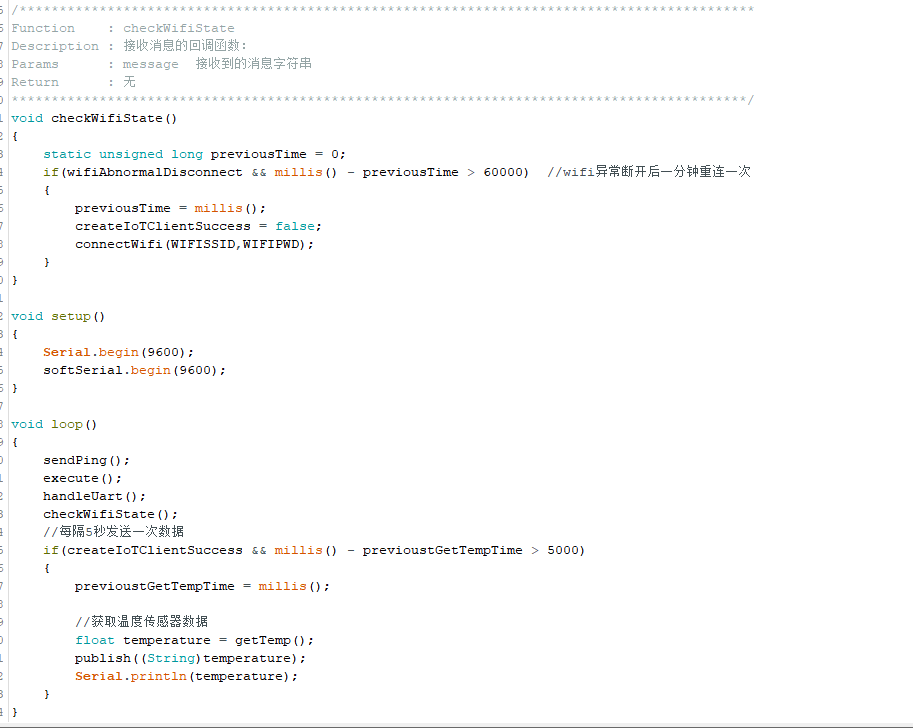 /********************************************************************************************
Function    : checkWifiState
Description : 接收消息的回调函数:
Params      : message  接收到的消息字符串
Return      : 无
********************************************************************************************/
void checkWifiState()
{
    static unsigned long previousTime = 0;
    if(wifiAbnormalDisconnect && millis() - previousTime > 60000)  //wifi异常断开后一分钟重连一次
    {
        previousTime = millis();
        createIoTClientSuccess = false;
        connectWifi(WIFISSID,WIFIPWD);
    }
}

void setup()
{
    Serial.begin(9600);
    softSerial.begin(9600);
}

void loop()
{
    sendPing();
    execute();
    handleUart();
    checkWifiState();
    //每隔5秒发送一次数据
    if(createIoTClientSuccess && millis() - previoustGetTempTime > 5000)
    {
        previoustGetTempTime = millis();

        //获取温度传感器数据
        float temperature = getTemp();
        publish((String)temperature);
        Serial.println(temperature);
    }
}